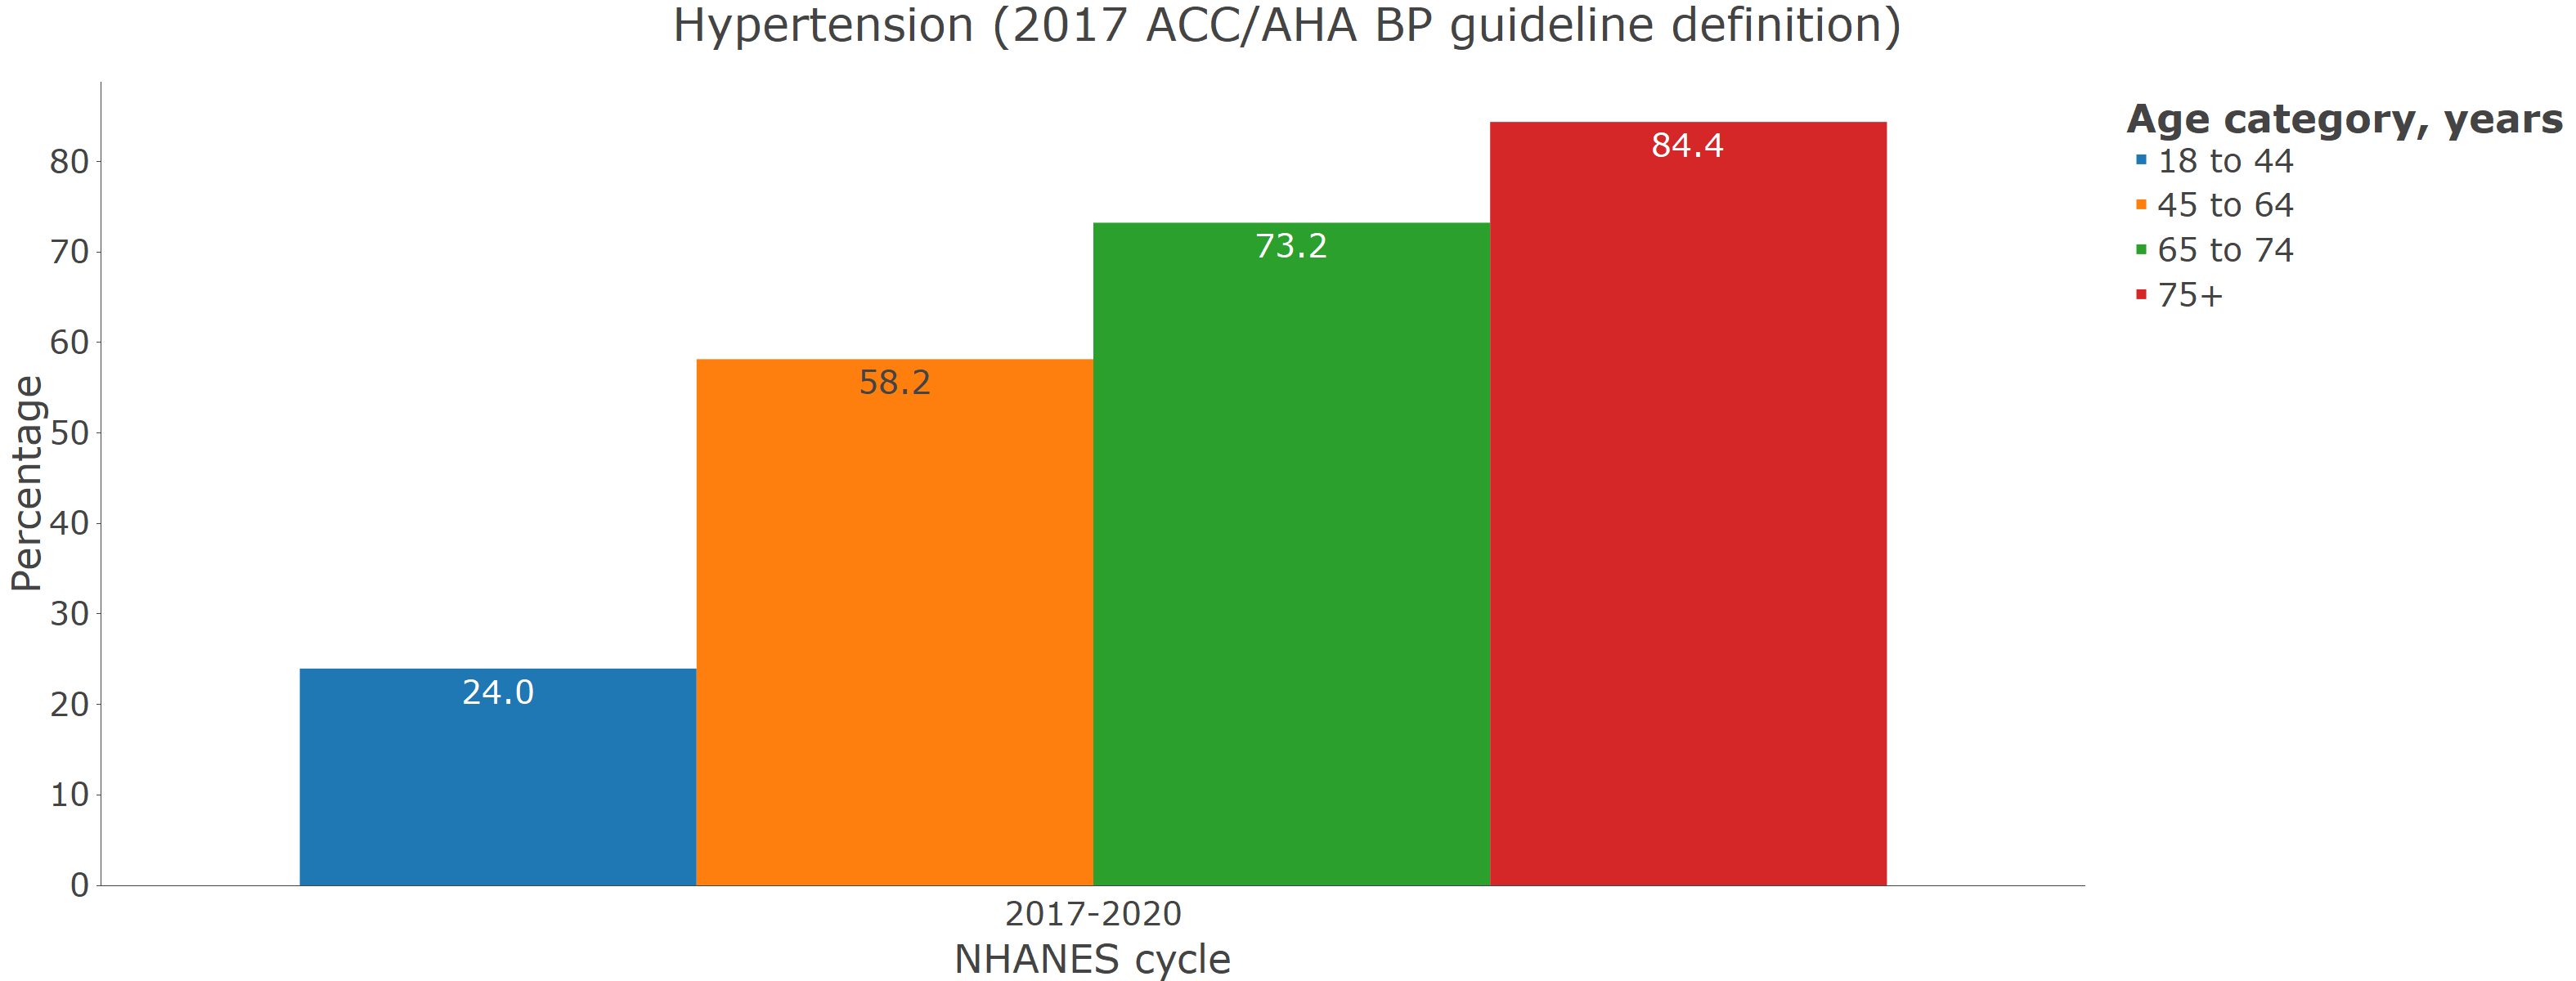 Hypertension (2017 ACC/AHA BP guideline definition)
Percentage
80
70
60
50
40
30
20
10
0
24.0
58.2
73.2
84.4
2017-2020
NHANES cycle
Age category, years
18 to 44
45 to 64
65 to 74
75+